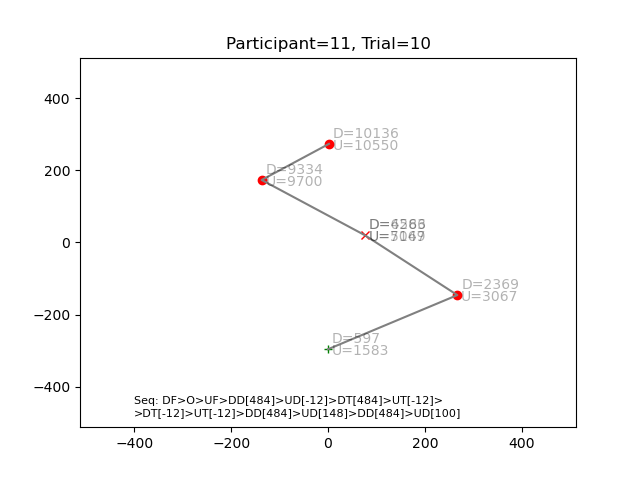 Participant=11, Trial=10
400
200
0
−200
−400
D=10136
U=10550
D=9334
U=9700
D=2369
U=3067
D=597
U=1583
Seq: DF>O>UF>DD[484]>UD[-12]>DT[484]>UT[-12]>
>DT[-12]>UT[-12]>DD[484]>UD[148]>DD[484]>UD[100]
−400
−200
0
200
400